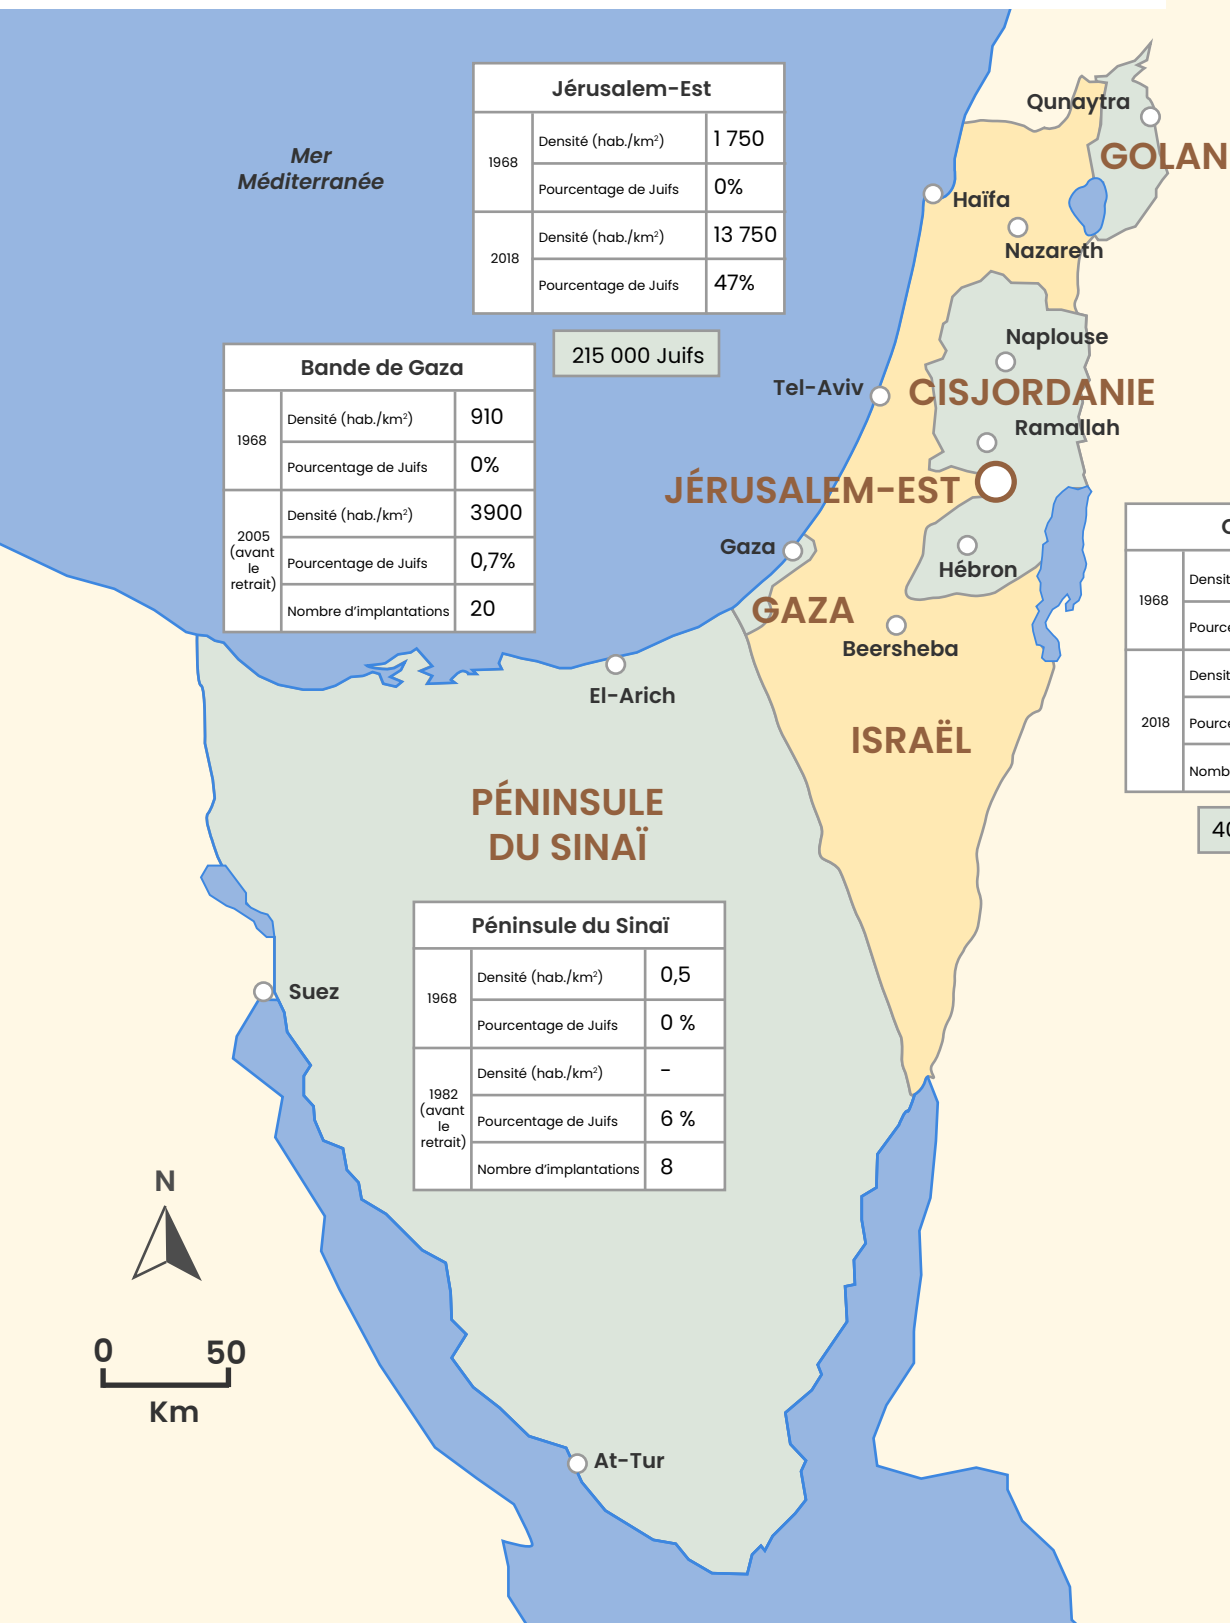 Mer
Méditerranée
Jérusalem-Est
1968
Densité (hab./km²)
1 750
Pourcentage de Juifs
0%
2018
Densité (hab./km²)
13 750
Pourcentage de Juifs
47%
215 000 Juifs
Qunaytra
GOLAN
Haïfa
Nazareth
Naplouse
Tel-Aviv
CISJORDANIE
Ramallah
JÉRUSALEM-EST
Gaza
Hébron
GAZA
Beersheba
ISRAËL
Bande de Gaza
1968
Densité (hab./km²)
910
Pourcentage de Juifs
0%
2005
(avant
le
retrait)
Densité (hab./km²)
3900
Pourcentage de Juifs
0,7%
Nombre d'implantations
20
El-Arich
PÉNINSULE
DU SINAÏ
1968
2018
Péninsule du Sinaï
1968
Densité (hab./km²)
0,5
Pourcentage de Juifs
0 %
1982
(avant
le
retrait)
Densité (hab./km²)
-
Pourcentage de Juifs
6 %
Nombre d'implantations
8
Suez
N
0 50
Km
At-Tur